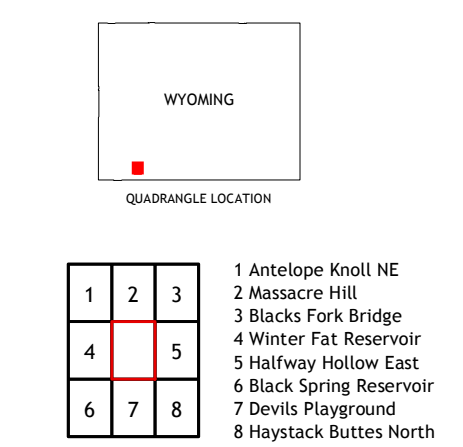 WYOMING
QUADRANGLE LOCATION
1 2 3
4 5
6 7 8
1 Antelope Knoll NE
2 Massacre Hill
3 Blacks Fork Bridge
4 Winter Fat Reservoir
5 Halfway Hollow East
6 Black Spring Reservoir
7 Devils Playground
8 Haystack Buttes North